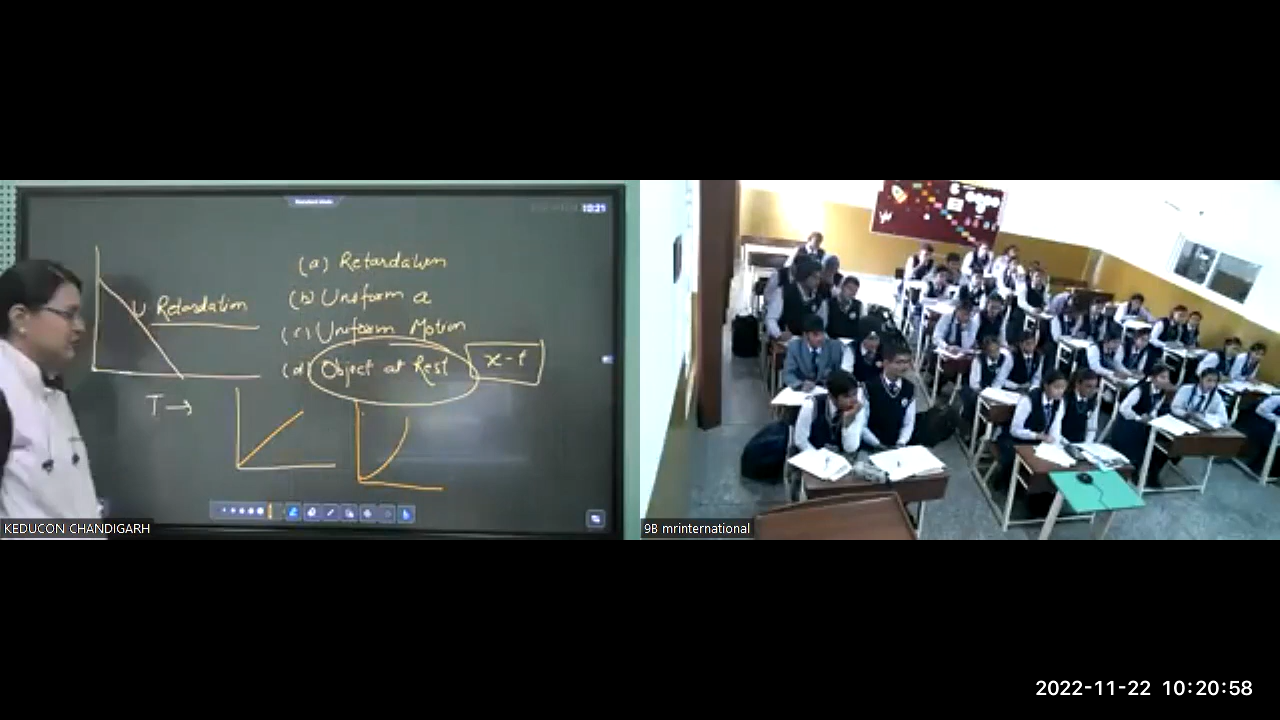 10:21
(a) Retardation
(b) Uniform a
Retardation
(c) Uniform Motion
(d) Object at Rest
x-t
T →
KEDUCON CHANDIGARH
9B mrinternational
2022-11-22 10:20:58